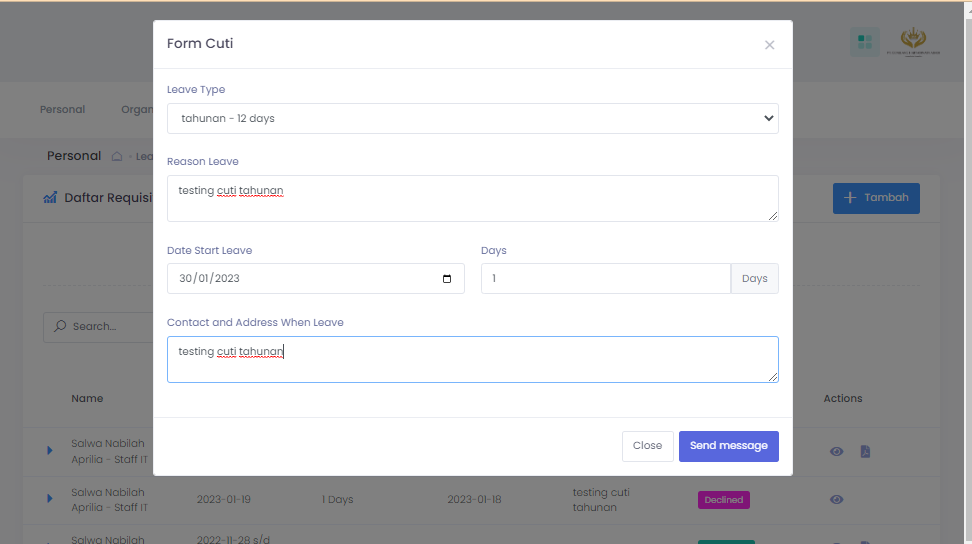 Form Cuti
×
Personal
Organ
Leave Type
tahunan - 12 days
Personal - Lea
Reason Leave
testing cuti tahunan
Daftar Requisi
Tambah
Date Start Leave
Days
30/01/2023
1
Days
Search...
Contact and Address When Leave
testing cuti tahunan
Name
Actions
Close
Send message
Salwa Nabilah
Aprilia - Staff IT
Salwa Nabilah
Aprilia - Staff IT
2023-01-19
1 Days
2023-01-18
testing cuti
tahunan
Declined
Salwa Nabilah
2022-11-28 s/d